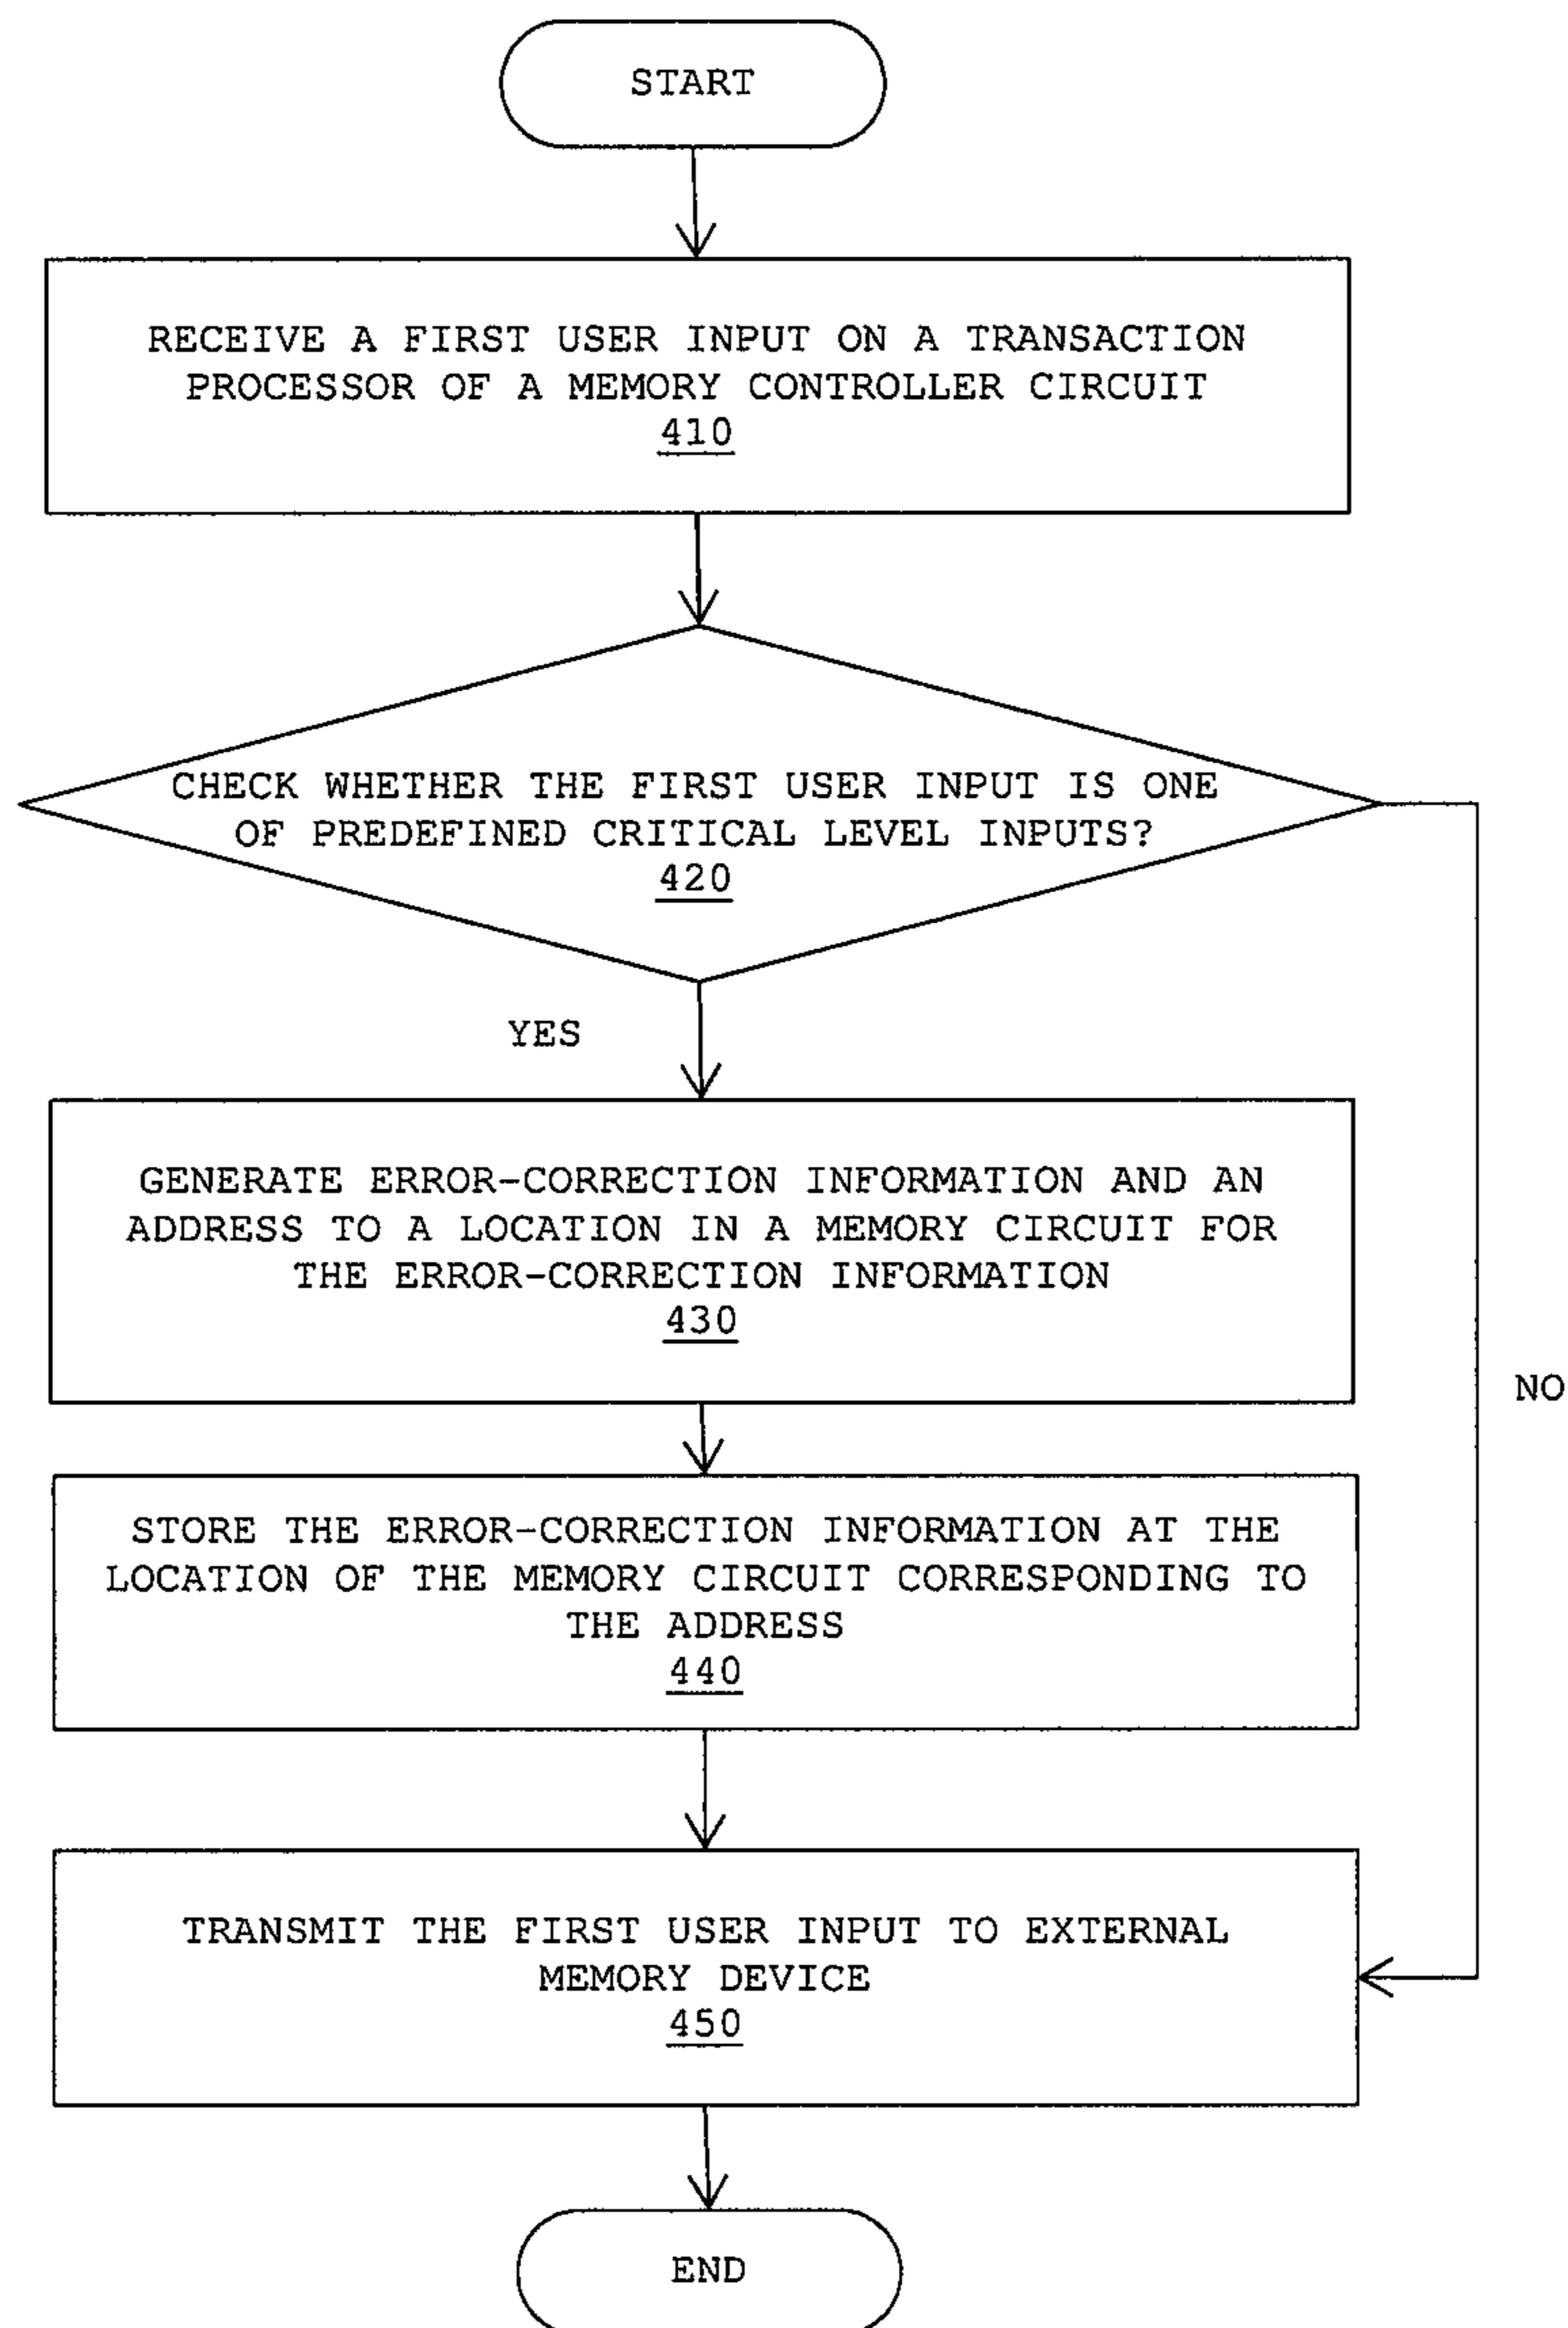 START
RECEIVE A FIRST USER INPUT ON A TRANSACTION
PROCESSOR OF A MEMORY CONTROLLER CIRCUIT
410
CHECK WHETHER THE FIRST USER INPUT IS ONE
OF PREDEFINED CRITICAL LEVEL INPUTS?
420
YES
GENERATE ERROR-CORRECTION INFORMATION AND AN
ADDRESS TO A LOCATION IN A MEMORY CIRCUIT FOR
THE ERROR-CORRECTION INFORMATION
430
NO
STORE THE ERROR-CORRECTION INFORMATION AT THE
LOCATION OF THE MEMORY CIRCUIT CORRESPONDING TO
THE ADDRESS
440
TRANSMIT THE FIRST USER INPUT TO EXTERNAL
MEMORY DEVICE
450
END